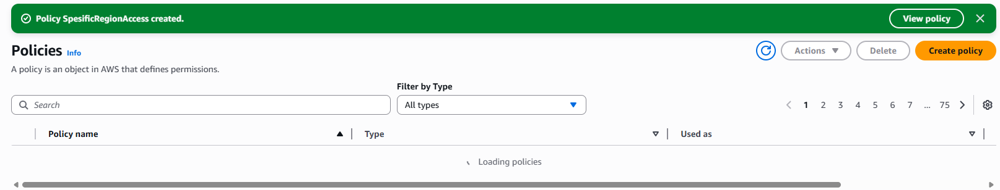 Policy SpesificRegionAccess created.
View policy
Policies Info
Actions
Delete
Create policy
A policy is an object in AWS that defines permissions.
Filter by Type
Search
All types
1 2 3 4 5 6 7 ... 75
Policy name
Type
Used as
Loading policies